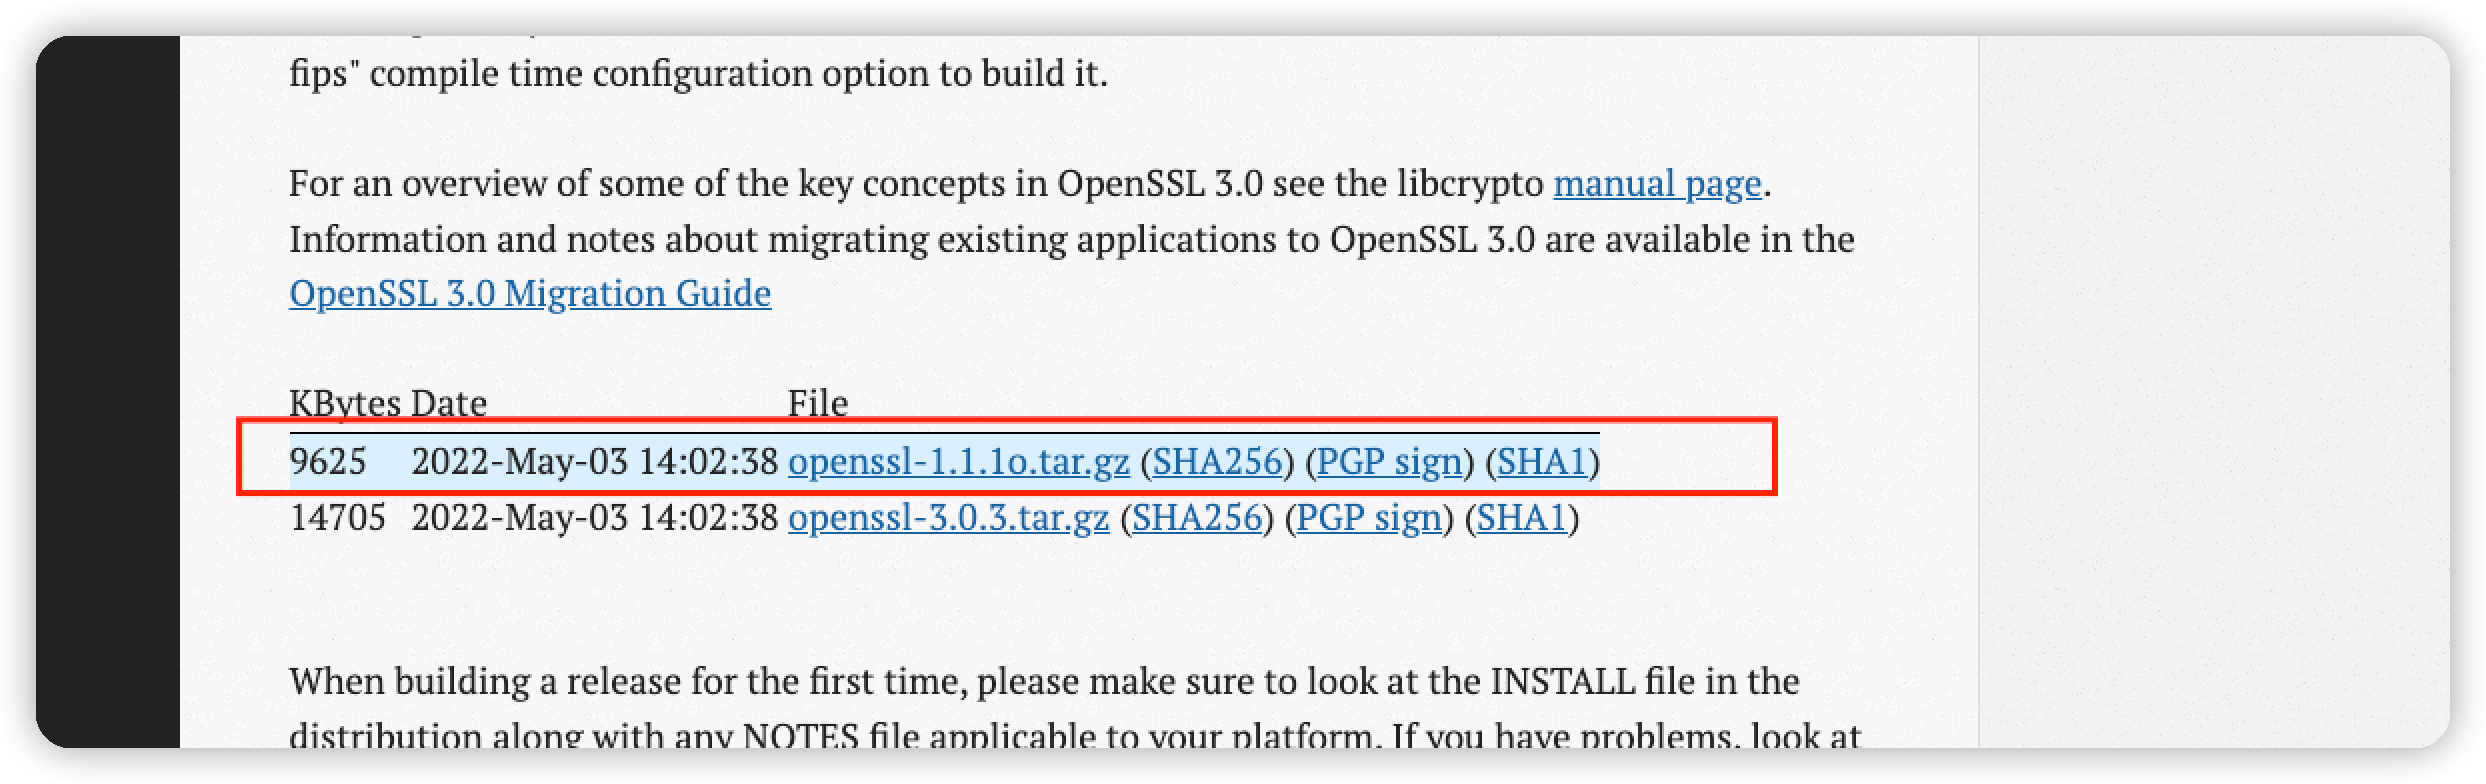 fips" compile time configuration option to build it.
For an overview of some of the key concepts in OpenSSL 3.0 see the libcrypto manual page.
Information and notes about migrating existing applications to OpenSSL 3.0 are available in the
OpenSSL 3.0 Migration Guide
KBytes Date File
9625 2022-May-03 14:02:38 openssl-1.1.1o.tar.gz (SHA256) (PGP sign) (SHA1)
14705 2022-May-03 14:02:38 openssl-3.0.3.tar.gz (SHA256) (PGP sign) (SHA1)
When building a release for the first time, please make sure to look at the INSTALL file in the
distribution along with any NOTES file applicable to your platform. If you have problems, look at